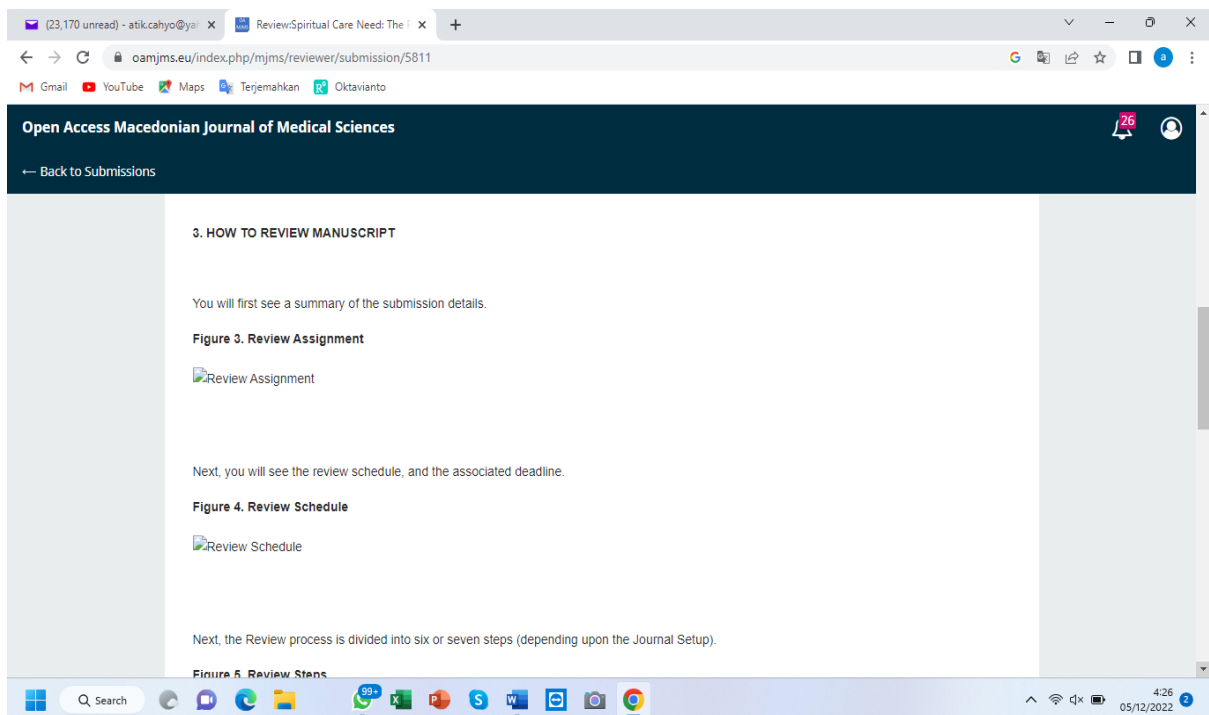 (23,170 unread) - atik.cahyo@yah
Review:Spiritual Care Need: The
oamjms.eu/index.php/mjms/reviewer/submission/5811
Gmail YouTube Maps Terjemahkan Oktavianto
Open Access Macedonian Journal of Medical Sciences
26
← Back to Submissions
3. HOW TO REVIEW MANUSCRIPT
You will first see a summary of the submission details.
Figure 3. Review Assignment
Review Assignment
Next, you will see the review schedule, and the associated deadline.
Figure 4. Review Schedule
Review Schedule
Next, the Review process is divided into six or seven steps (depending upon the Journal Setup).
Figure 5. Review Steps
Search
99+
4:26
05/12/2022
2